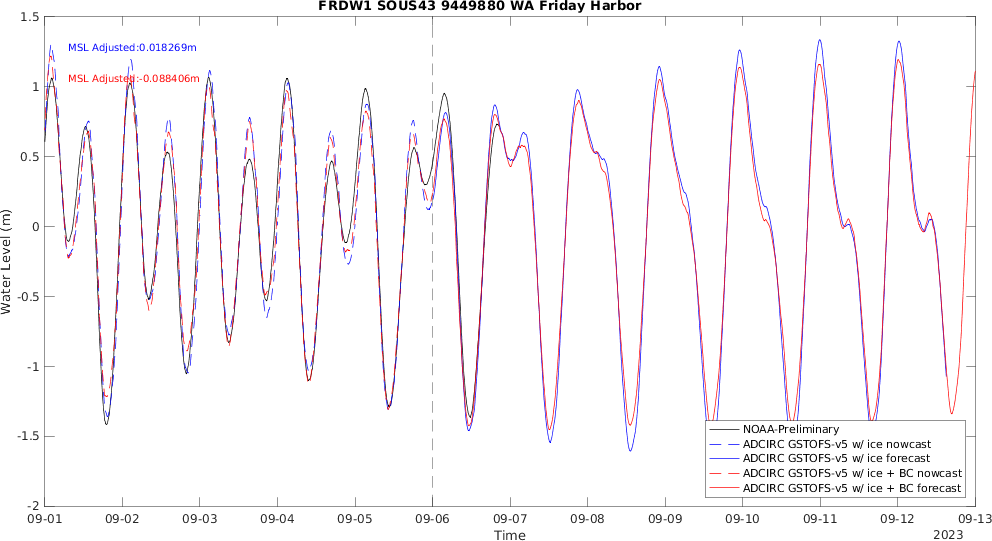 FRDW1 SOUS43 9449880 WA Friday Harbor
1.5
1
0.5
0
-0.5
-1
-1.5
-2
Water Level (m)
MSL Adjusted:0.018269m
MSL Adjusted:-0.088406m
NOAA-Preliminary
ADCIRC GSTOFS-v5 w/ ice nowcast
ADCIRC GSTOFS-v5 w/ ice forecast
ADCIRC GSTOFS-v5 w/ ice + BC nowcast
ADCIRC GSTOFS-v5 w/ ice + BC forecast
09-01 09-02 09-03 09-04 09-05 09-06 09-07 09-08 09-09 09-10 09-11 09-12 09-13
Time
2023